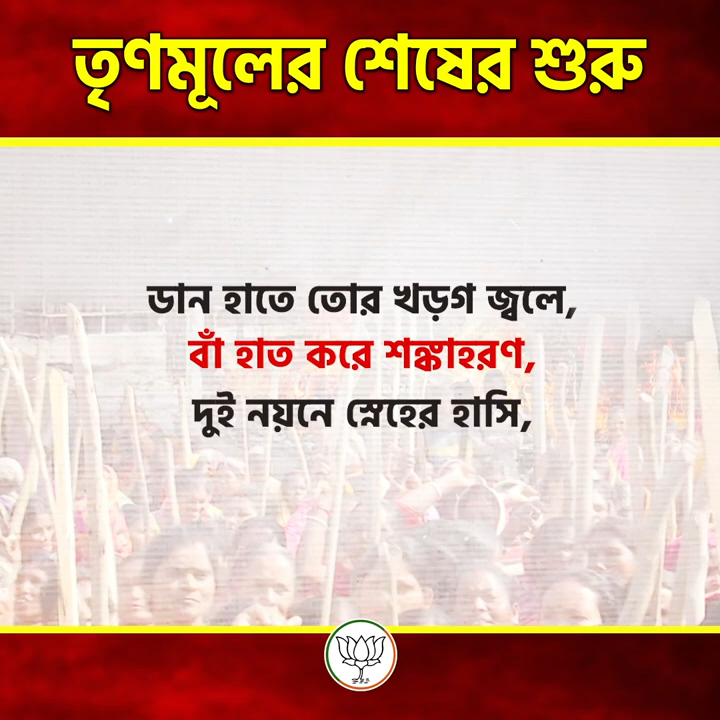 তৃণমূলের শেষের শুরু
ডান হাতে তোর খড়গ জ্বলে,
বাঁ হাত করে শঙ্কাহরণ,
দুই নয়নে স্নেহের হাসি,